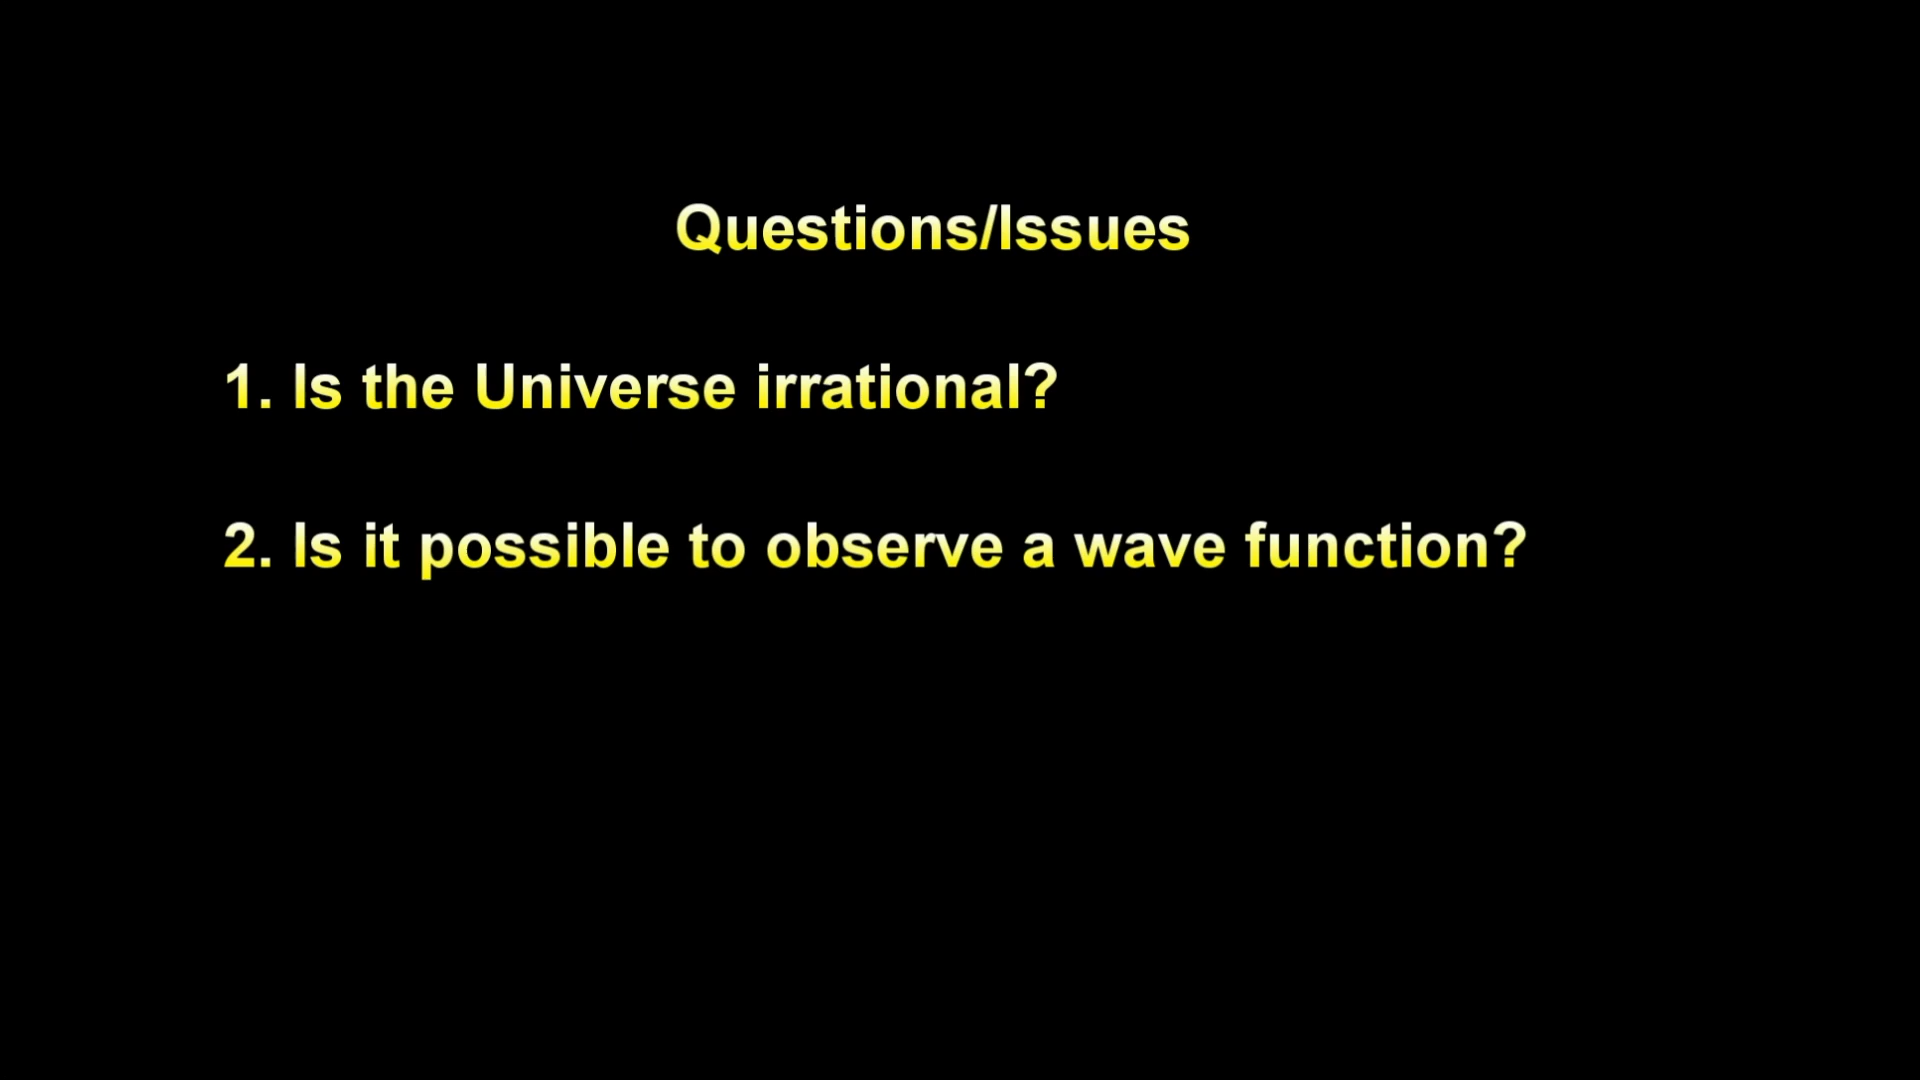 Questions/Issues
1. Is the Universe irrational?
2. Is it possible to observe a wave function?